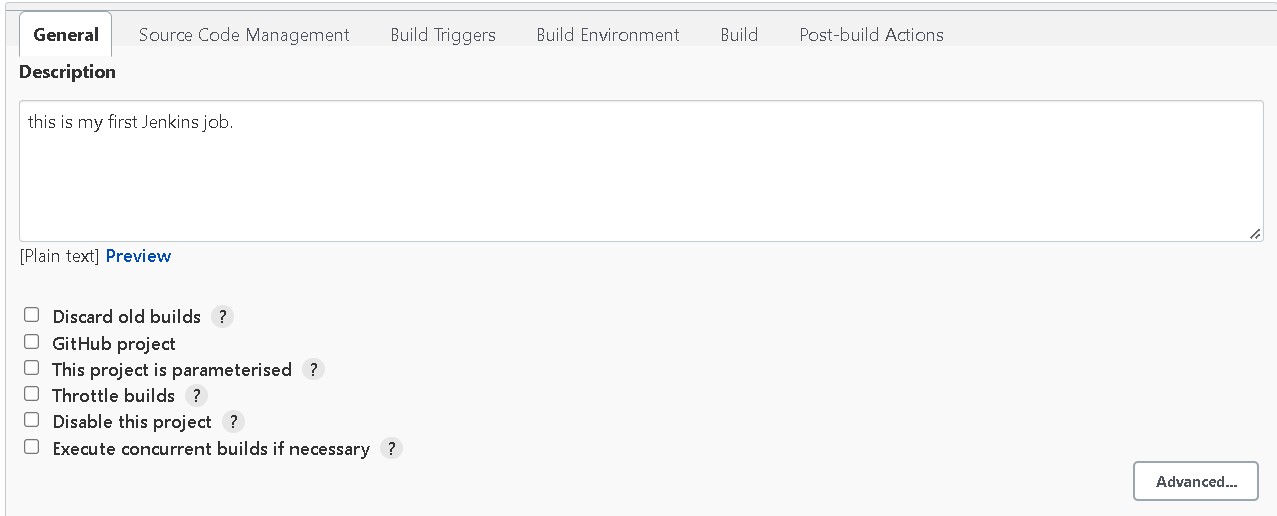 General Source Code Management Build Triggers Build Environment Build Post-build Actions
Description
this is my first Jenkins job.
[Plain text] Preview
Discard old builds ?
GitHub project
This project is parameterised ?
Throttle builds ?
Disable this project ?
Execute concurrent builds if necessary ?
Advanced...